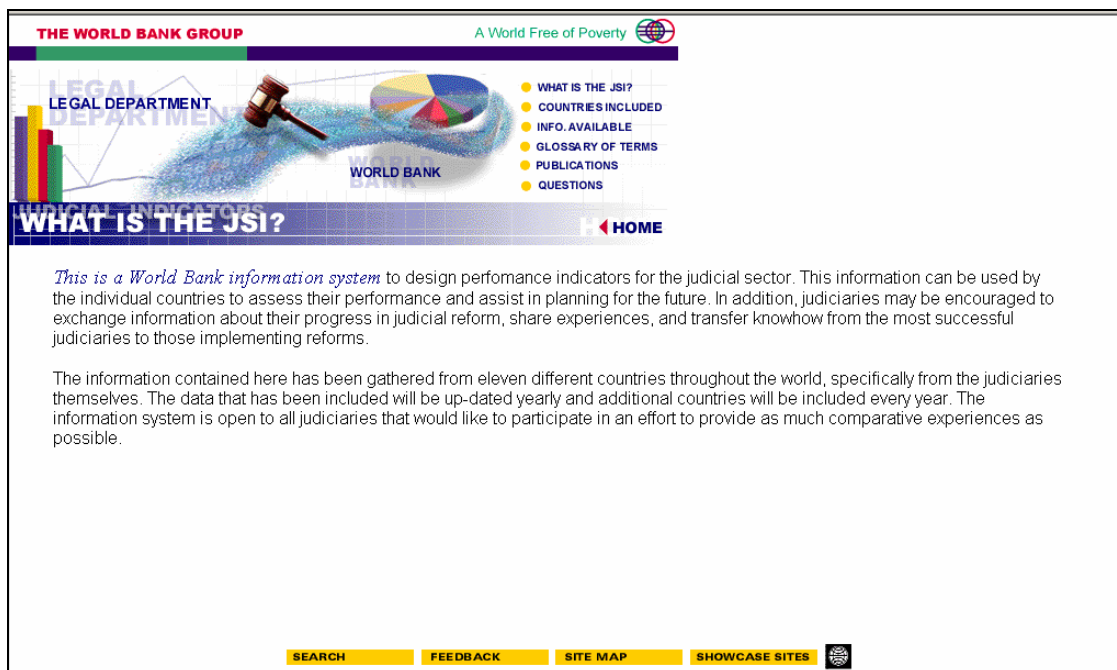 THE WORLD BANK GROUP
A World Free of Poverty
LEGAL DEPARTMENT
LEGAL DEPARTMENT
WORLD BANK
WORLD BANK
WHAT IS THE JSI?
COUNTRIES INCLUDED
INFO. AVAILABLE
GLOSSARY OF TERMS
PUBLICATIONS
QUESTIONS
JUDICIAL INDICATORS
WHAT IS THE JSI?
H
HOME
This is a World Bank information system to design perfomance indicators for the judicial sector. This information can be used by
the individual countries to assess their performance and assist in planning for the future. In addition, judiciaries may be encouraged to
exchange information about their progress in judicial reform, share experiences, and transfer knowhow from the most successful
judiciaries to those implementing reforms.
The information contained here has been gathered from eleven different countries throughout the world, specifically from the judiciaries
themselves. The data that has been included will be up-dated yearly and additional countries will be included every year. The
information system is open to all judiciaries that would like to participate in an effort to provide as much comparative experiences as
possible.
SEARCH
FEEDBACK
SITE MAP
SHOWCASE SITES